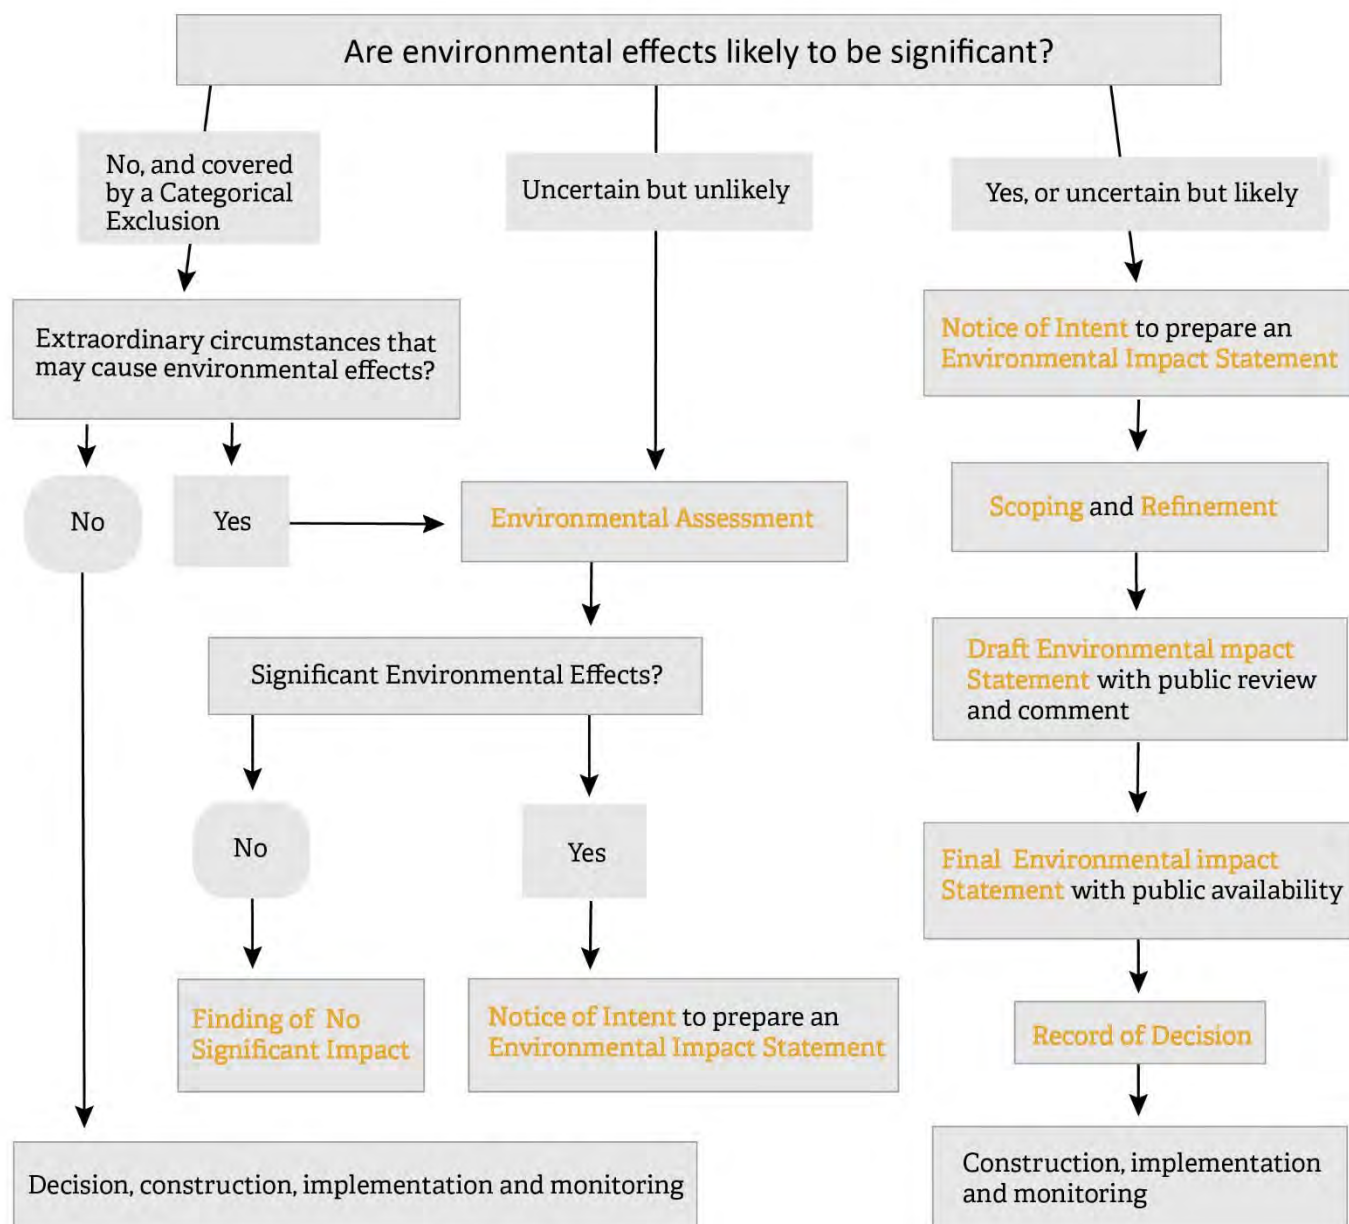 Are environmental effects likely to be significant?
No, and covered
by a Categorical
Exclusion
Uncertain but unlikely
Yes, or uncertain but likely
Extraordinary circumstances that
may cause environmental effects?
Notice of Intent to prepare an
Environmental Impact Statement
No
Yes
Environmental Assessment
Scoping and Refinement
Significant Environmental Effects?
Draft Environmental mpact
Statement with public review
and comment
No
Yes
Final Environmental impact
Statement with public availability
Finding of No
Significant Impact
Notice of Intent to prepare an
Environmental Impact Statement
Record of Decision
Decision, construction, implementation and monitoring
Construction, implementation
and monitoring